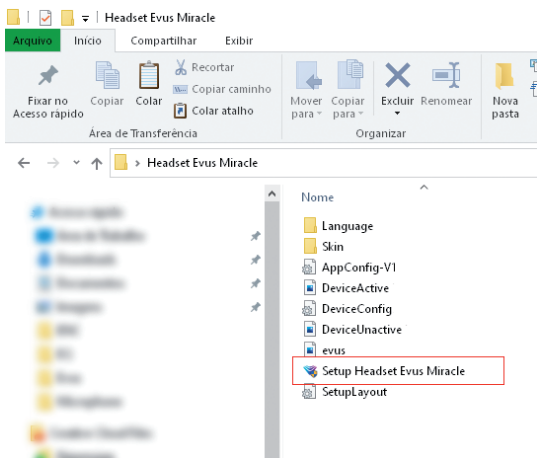 Headset Evus Miracle
Arquivo Início Compartilhar Exibir
Fixar no Acesso rápido
Copiar
Colar
Recortar
Copiar caminho
Colar atalho
Mover para
Copiar para
Excluir
Renomear
Nova pasta
Área de Transferência
Organizar
Headset Evus Miracle
Nome
Language
Skin
AppConfig-V1
DeviceActive
DeviceConfig
DeviceUnactive
evus
Setup Headset Evus Miracle
SetupLayout